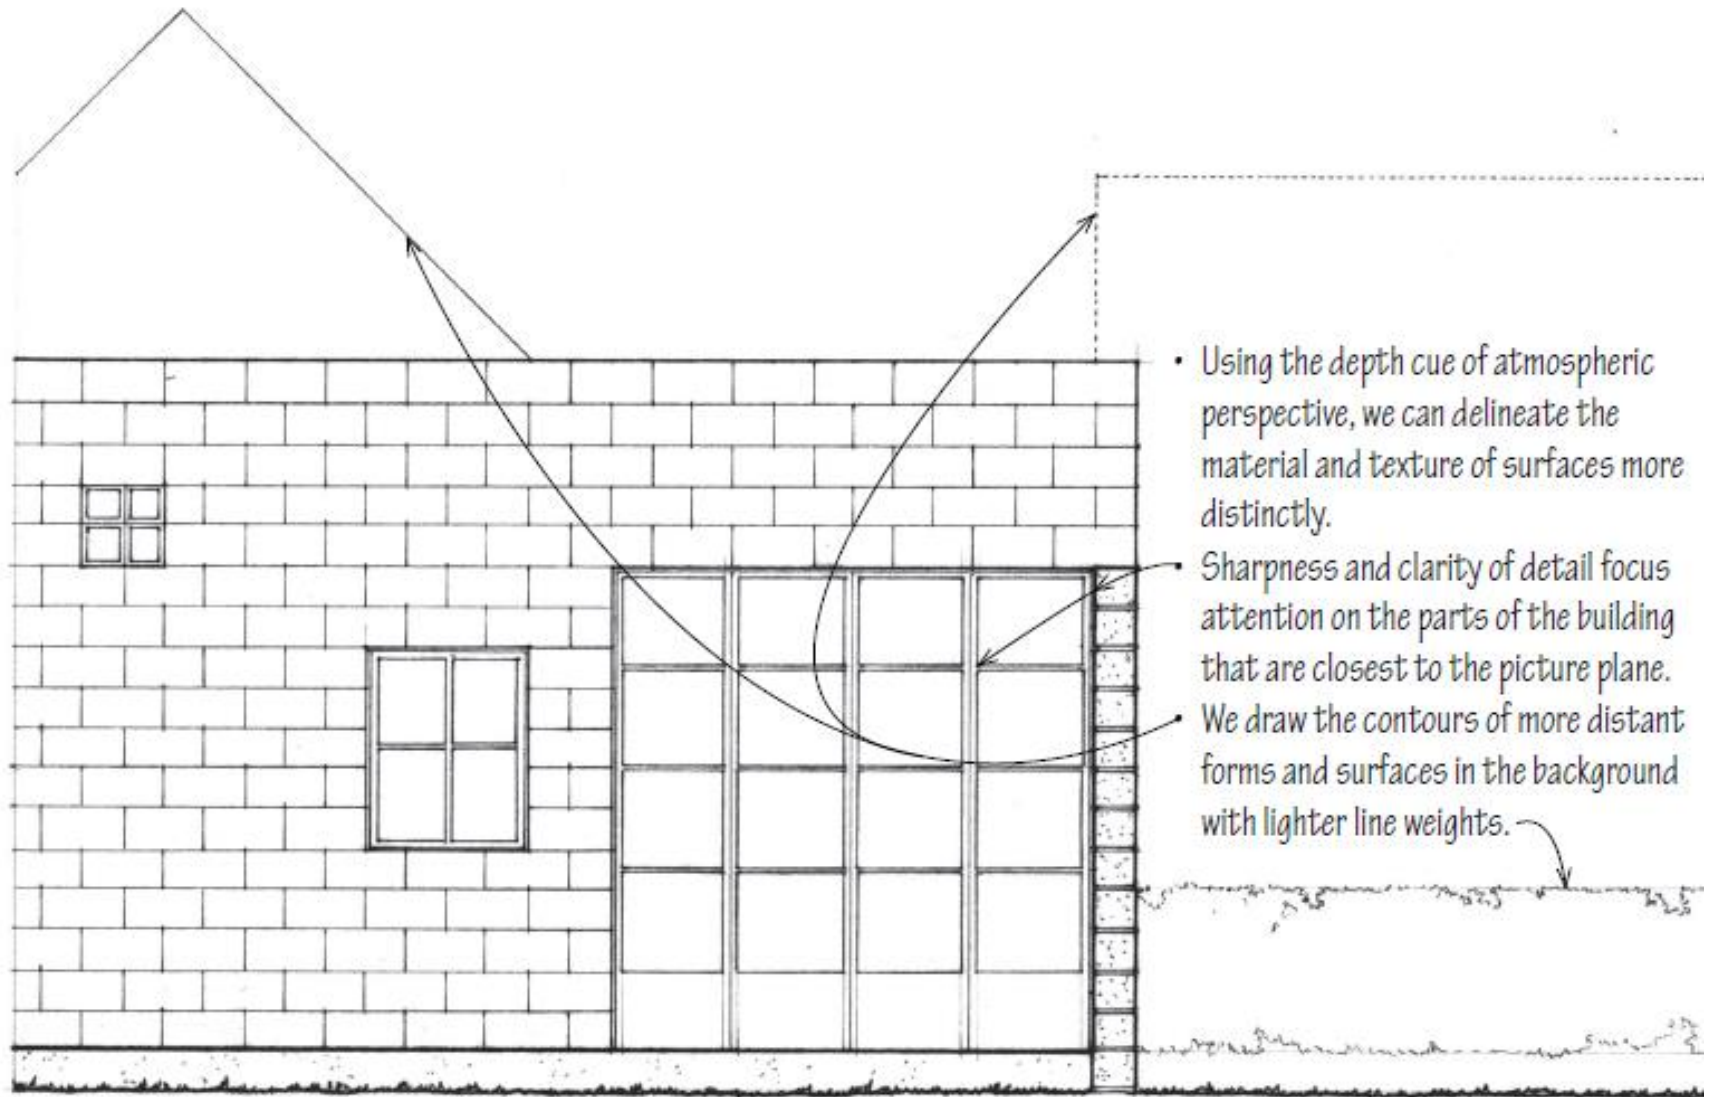 • Using the depth cue of atmospheric
perspective, we can delineate the
material and texture of surfaces more
distinctly.
• Sharpness and clarity of detail focus
attention on the parts of the building
that are closest to the picture plane.
• We draw the contours of more distant
forms and surfaces in the background
with lighter line weights.